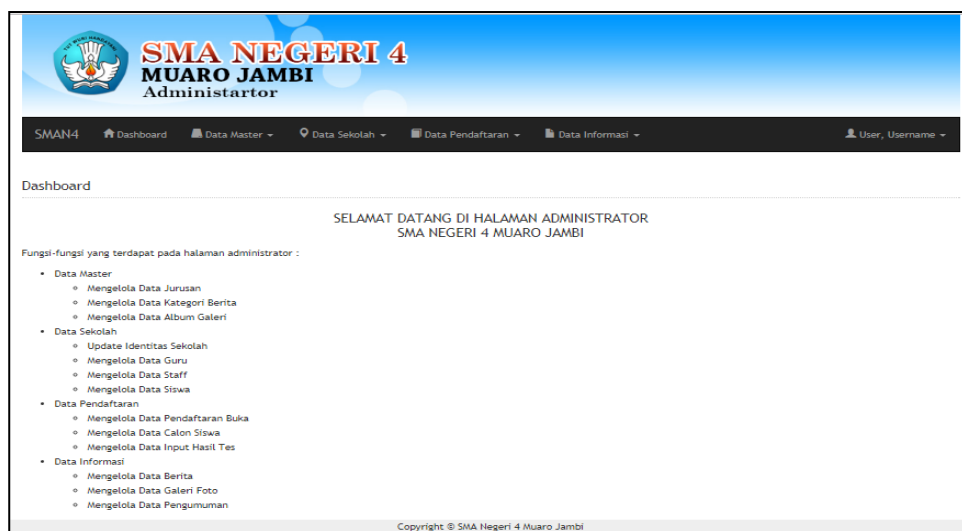 TUT WURI HANDAYANI
SMA NEGERI 4
MUARO JAMBI
Administartor
SMAN4 Dashboard Data Master Data Sekolah Data Pendaftaran Data Informasi User, Username
Dashboard
SELAMAT DATANG DI HALAMAN ADMINISTRATOR
SMA NEGERI 4 MUARO JAMBI
Fungsi-fungsi yang terdapat pada halaman administrator :
• Data Master
◦ Mengelola Data Jurusan
◦ Mengelola Data Kategori Berita
◦ Mengelola Data Album Galeri
• Data Sekolah
◦ Update Identitas Sekolah
◦ Mengelola Data Guru
◦ Mengelola Data Staff
◦ Mengelola Data Siswa
• Data Pendaftaran
◦ Mengelola Data Pendaftaran Buka
◦ Mengelola Data Calon Siswa
◦ Mengelola Data Input Hasil Tes
• Data Informasi
◦ Mengelola Data Berita
◦ Mengelola Data Galeri Foto
◦ Mengelola Data Pengumuman
Copyright © SMA Negeri 4 Muaro Jambi